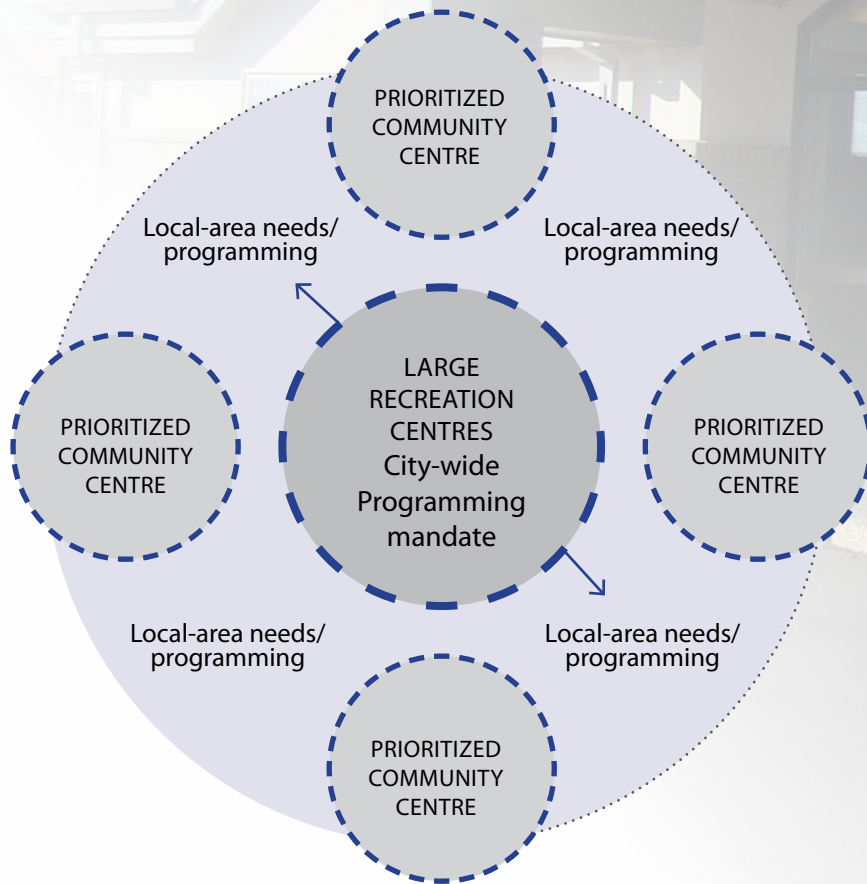 PRIORITIZED
COMMUNITY
CENTRE
Local-area needs/
programming
Local-area needs/
programming
PRIORITIZED
COMMUNITY
CENTRE
LARGE
RECREATION
CENTRES
City-wide
Programming
mandate
PRIORITIZED
COMMUNITY
CENTRE
Local-area needs/
programming
Local-area needs/
programming
PRIORITIZED
COMMUNITY
CENTRE